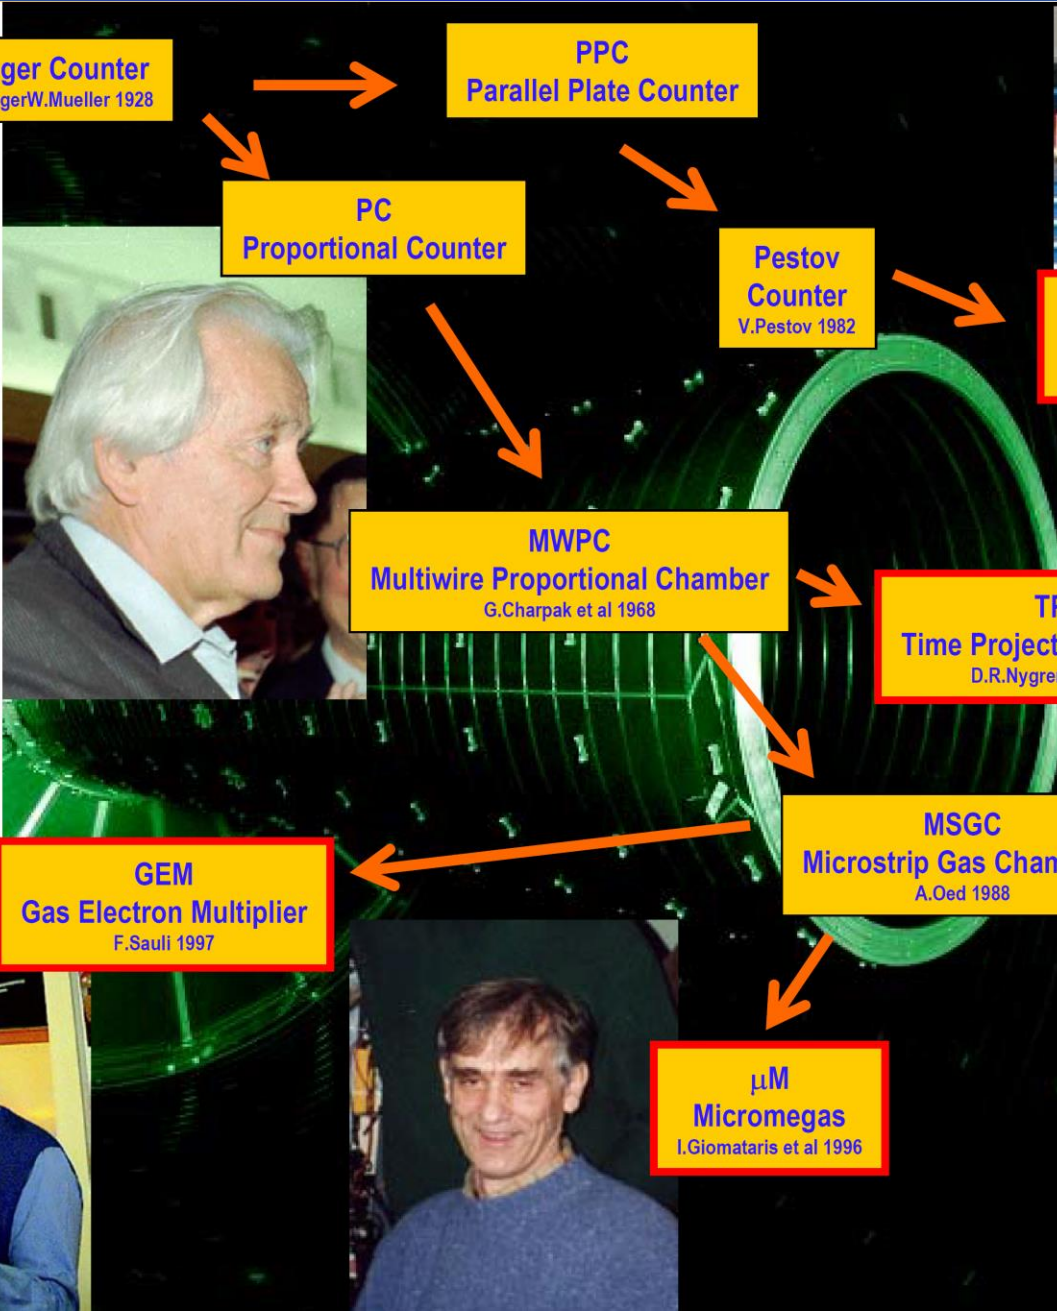 ger Counter
gerW.Mueller 1928
PPC
Parallel Plate Counter
PC
Proportional Counter
Pestov
Counter
V.Pestov 1982
MWPC
Multiwire Proportional Chamber
G.Charpak et al 1968
Time Project
D.R.Nygre
MSGC
Microstrip Gas Cham
A.Oed 1988
GEM
Gas Electron Multiplier
F.Sauli 1997
µM
Micromegas
I.Giomataris et al 1996